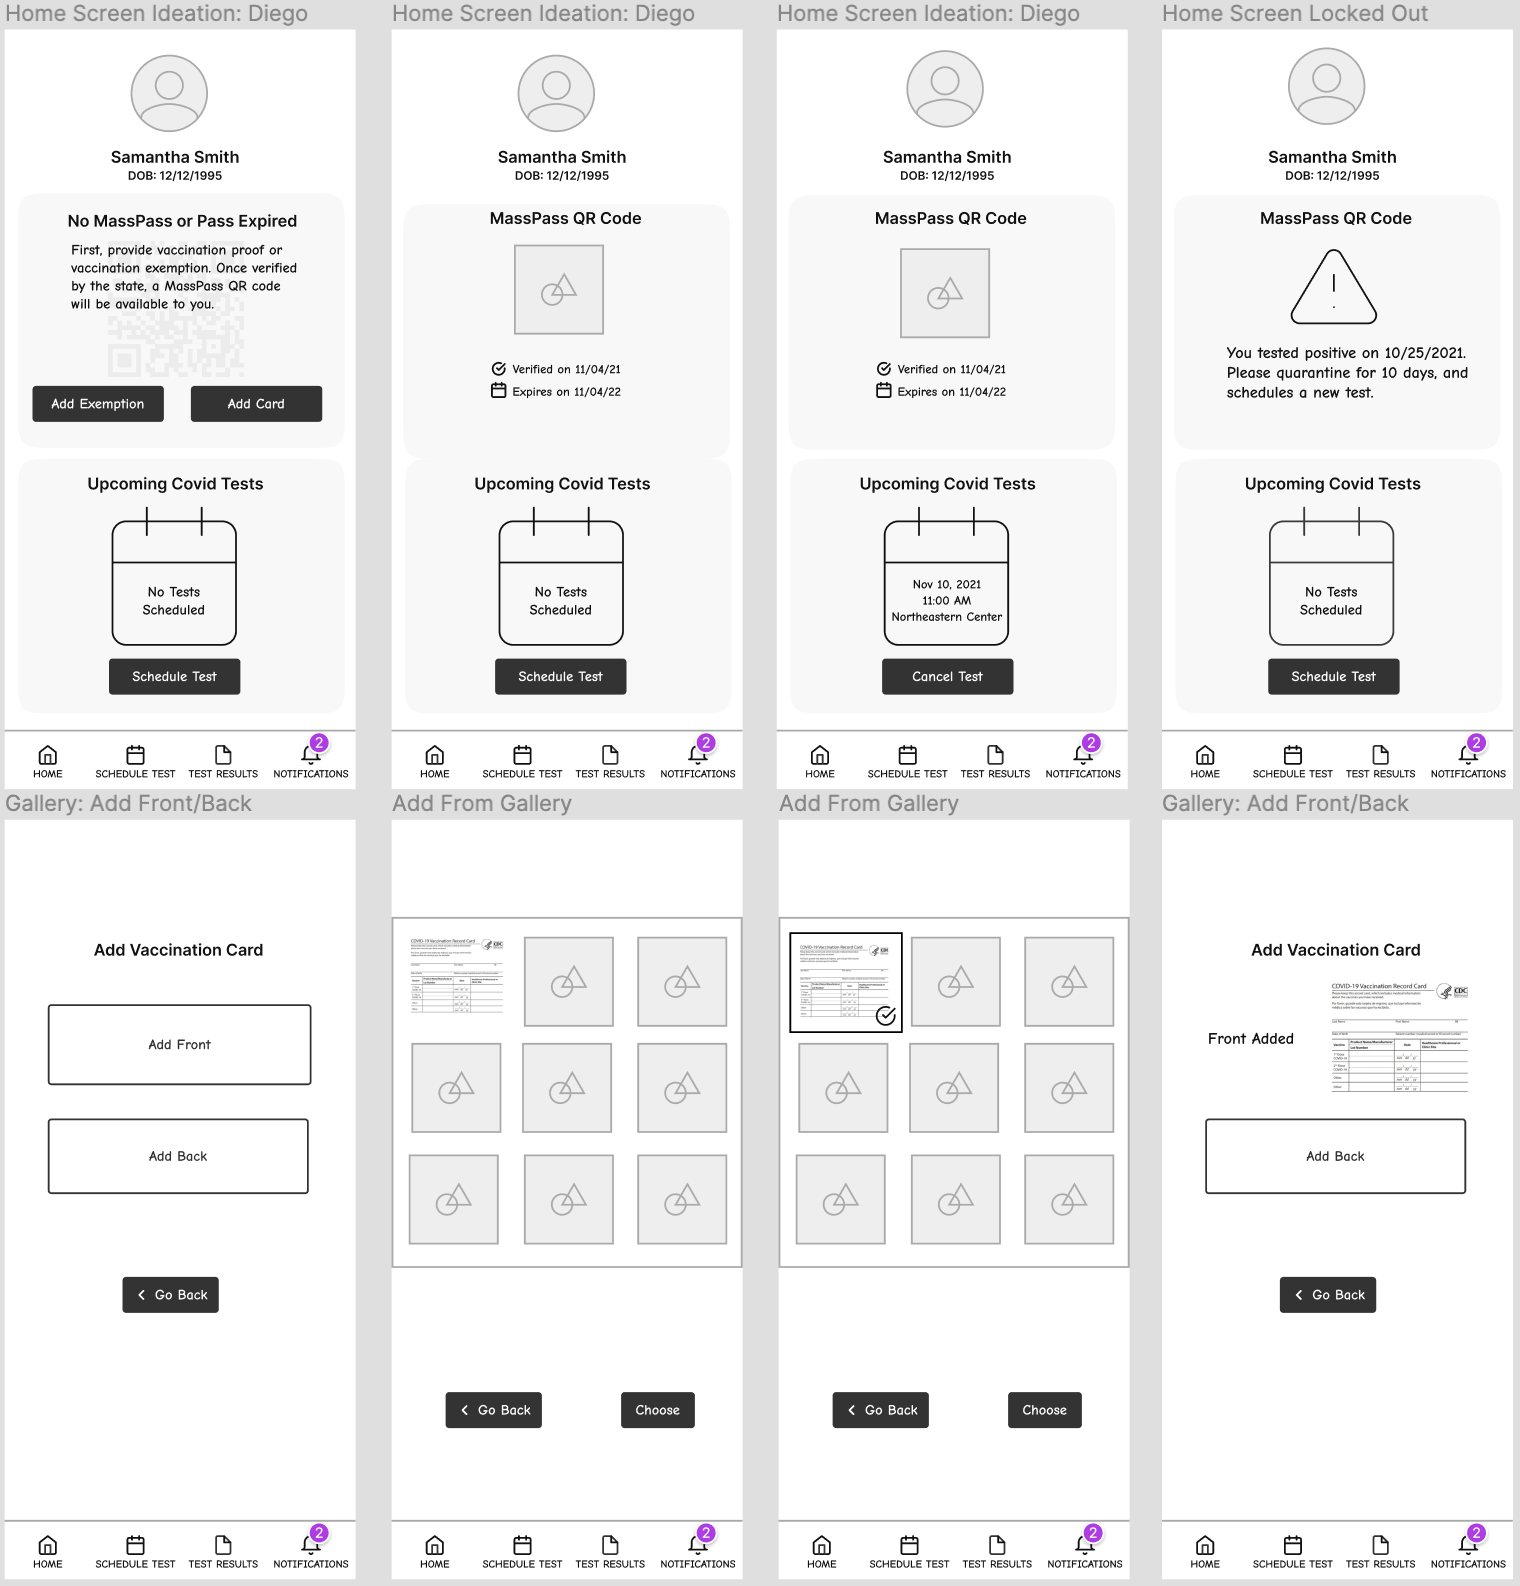 Home Screen Ideation: Diego
Samantha Smith
DOB: 12/12/1995
No MassPass or Pass Expired
First, provide vaccination proof or
vaccination exemption. Once verified
by the state, a MassPass QR code
will be available to you.
Add Exemption
Add Card
Upcoming Covid Tests
No Tests
Scheduled
Schedule Test
HOME
SCHEDULE TEST
TEST RESULTS
2
NOTIFICATIONS
Home Screen Ideation: Diego
Samantha Smith
DOB: 12/12/1995
MassPass QR Code
Verified on 11/04/21
Expires on 11/04/22
Upcoming Covid Tests
No Tests
Scheduled
Schedule Test
HOME
SCHEDULE TEST
TEST RESULTS
2
NOTIFICATIONS
Home Screen Ideation: Diego
Samantha Smith
DOB: 12/12/1995
MassPass QR Code
Verified on 11/04/21
Expires on 11/04/22
Upcoming Covid Tests
Nov 10, 2021
11:00 AM
Northeastern Center
Cancel Test
HOME
SCHEDULE TEST
TEST RESULTS
2
NOTIFICATIONS
Home Screen Locked Out
Samantha Smith
DOB: 12/12/1995
MassPass QR Code
You tested positive on 10/25/2021.
Please quarantine for 10 days, and
schedules a new test.
Upcoming Covid Tests
No Tests
Scheduled
Schedule Test
HOME
SCHEDULE TEST
TEST RESULTS
2
NOTIFICATIONS
Gallery: Add Front/Back
Add Vaccination Card
Add Front
Add Back
Go Back
HOME
SCHEDULE TEST
TEST RESULTS
2
NOTIFICATIONS
Add From Gallery
COVID-19 Vaccination Record Card
CDC
Go Back
Choose
HOME
SCHEDULE TEST
TEST RESULTS
2
NOTIFICATIONS
Add From Gallery
COVID-19 Vaccination Record Card
CDC
Go Back
Choose
HOME
SCHEDULE TEST
TEST RESULTS
2
NOTIFICATIONS
Gallery: Add Front/Back
Add Vaccination Card
COVID-19 Vaccination Record Card
CDC
Front Added
Add Back
Go Back
HOME
SCHEDULE TEST
TEST RESULTS
2
NOTIFICATIONS